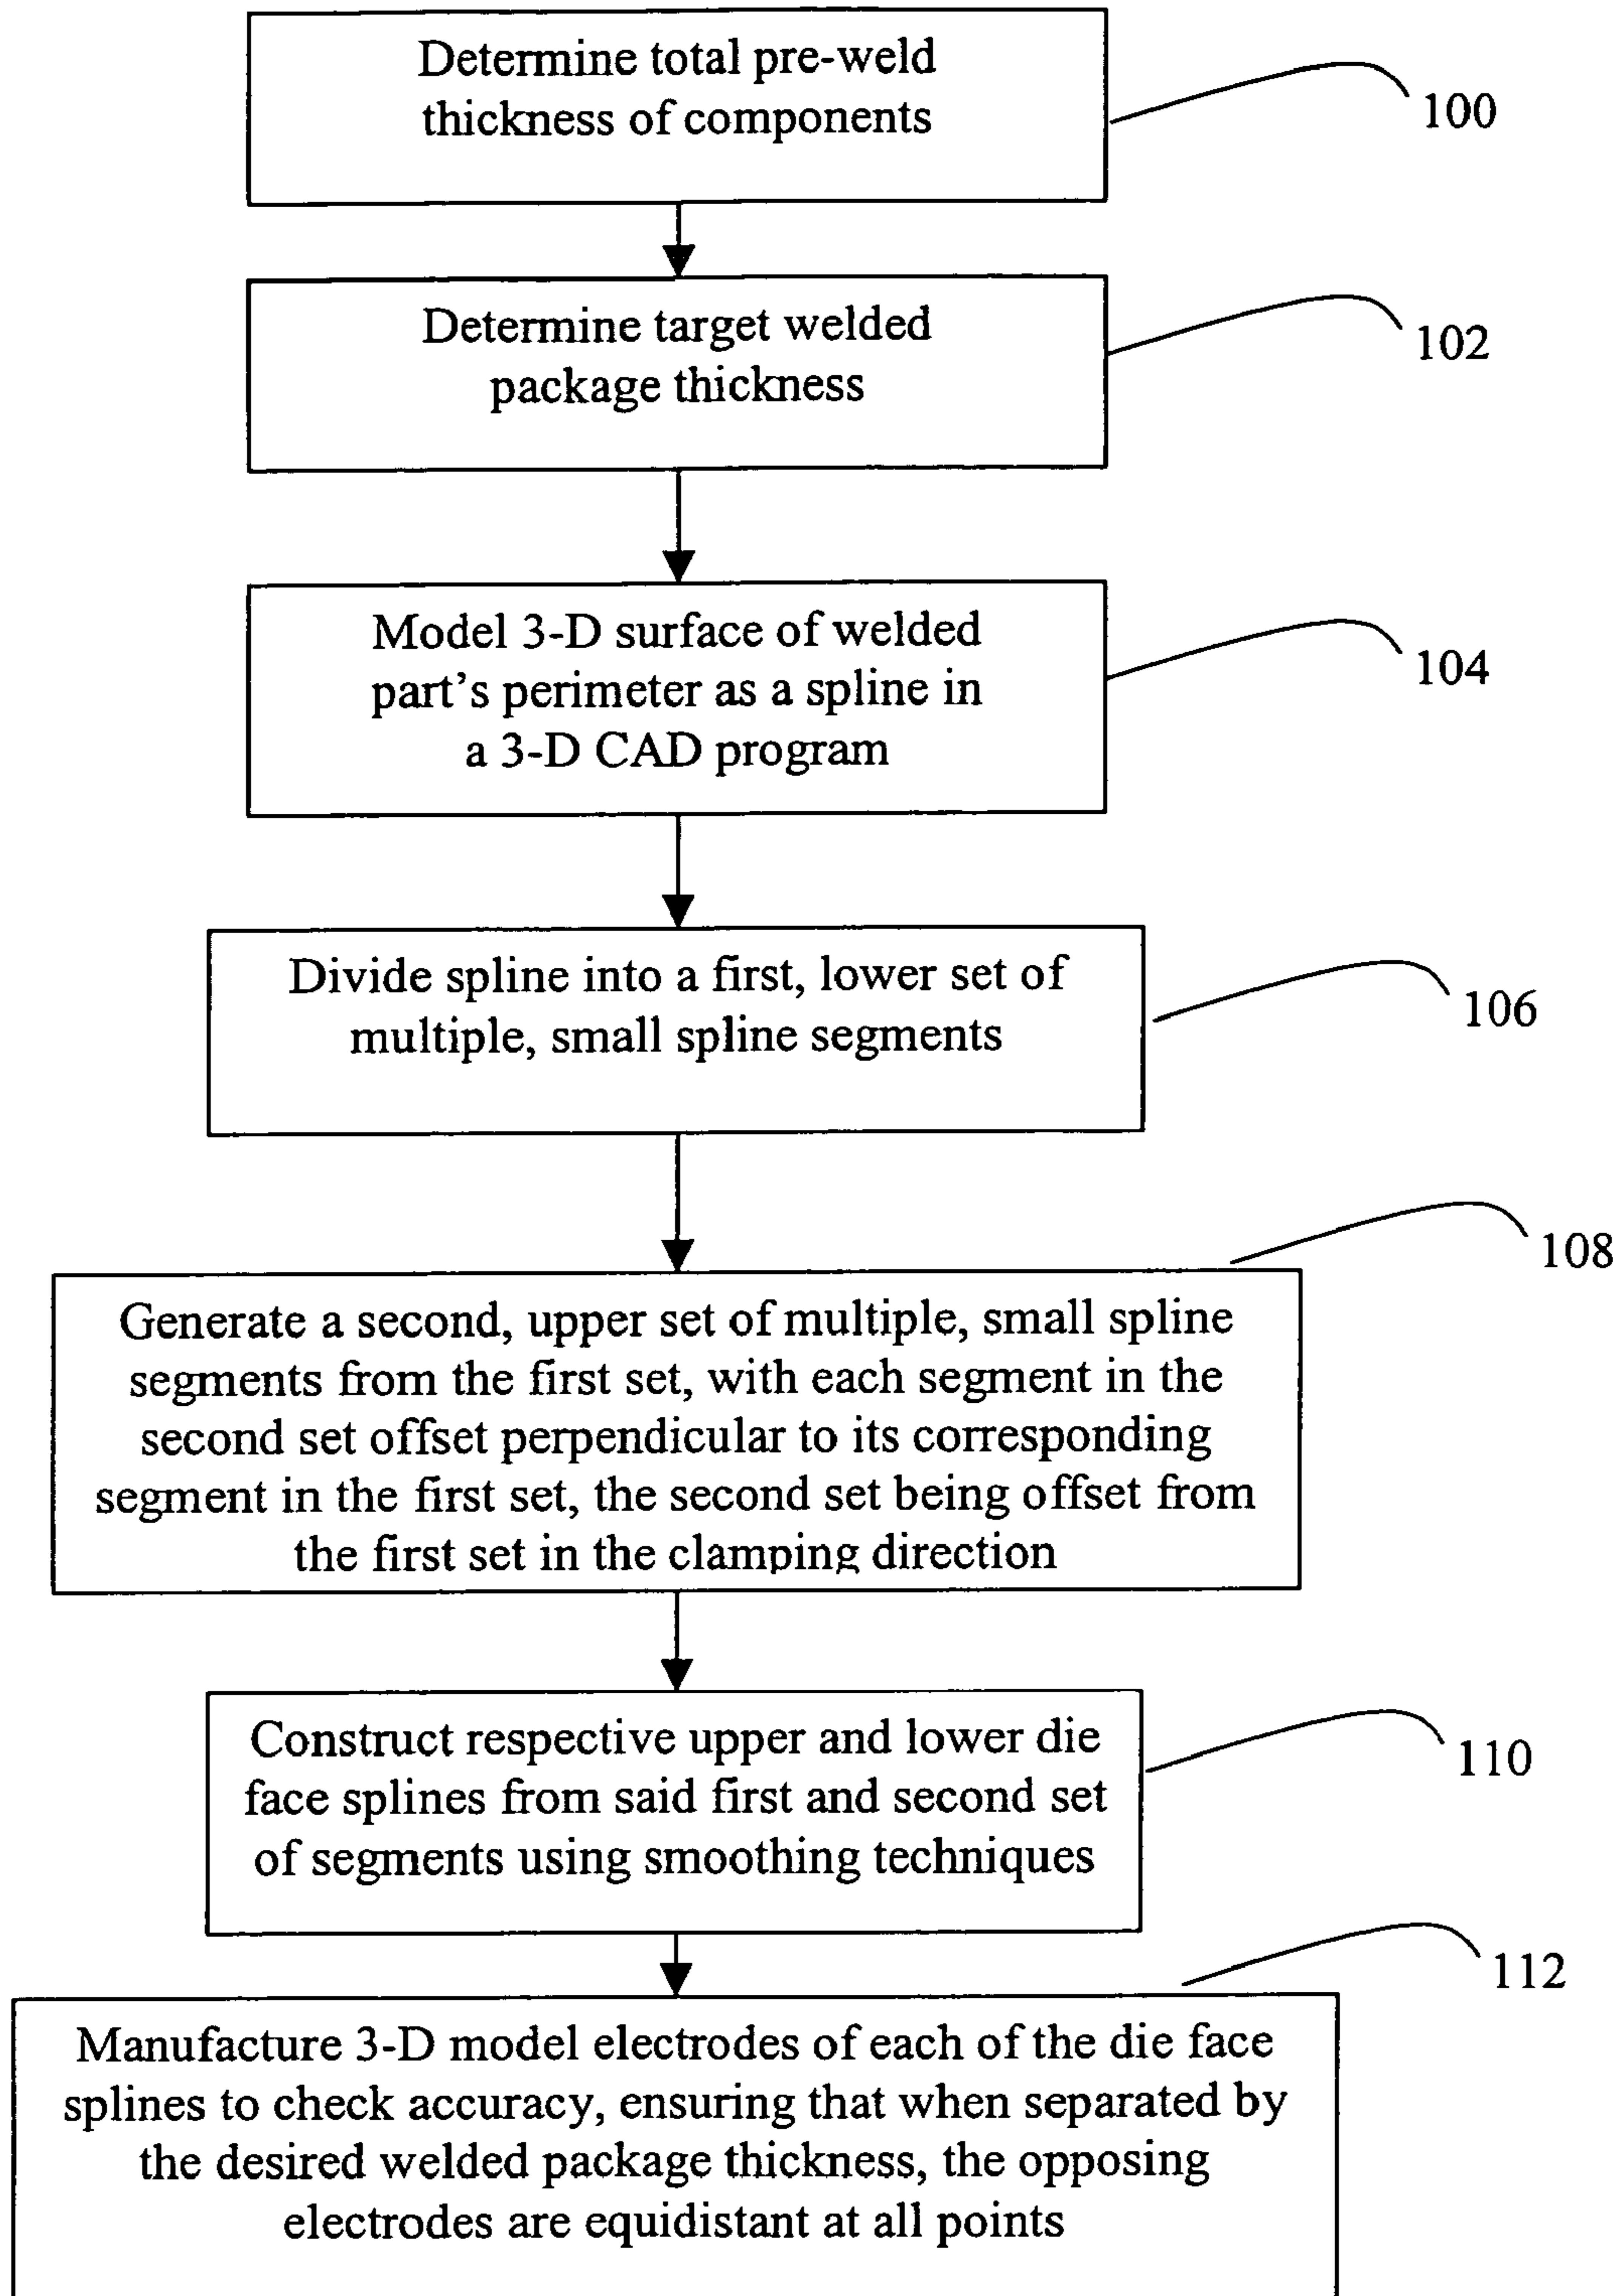 Determine total pre-weld
thickness of components
100
Determine target welded
package thickness
102
Model 3-D surface of welded
part's perimeter as a spline in
a 3-D CAD program
104
Divide spline into a first, lower set of
multiple, small spline segments
106
108
Generate a second, upper set of multiple, small spline
segments from the first set, with each segment in the
second set offset perpendicular to its corresponding
segment in the first set, the second set being offset from
the first set in the clamping direction
Construct respective upper and lower die
face splines from said first and second set
of segments using smoothing techniques
110
112
Manufacture 3-D model electrodes of each of the die face
splines to check accuracy, ensuring that when separated by
the desired welded package thickness, the opposing
electrodes are equidistant at all points